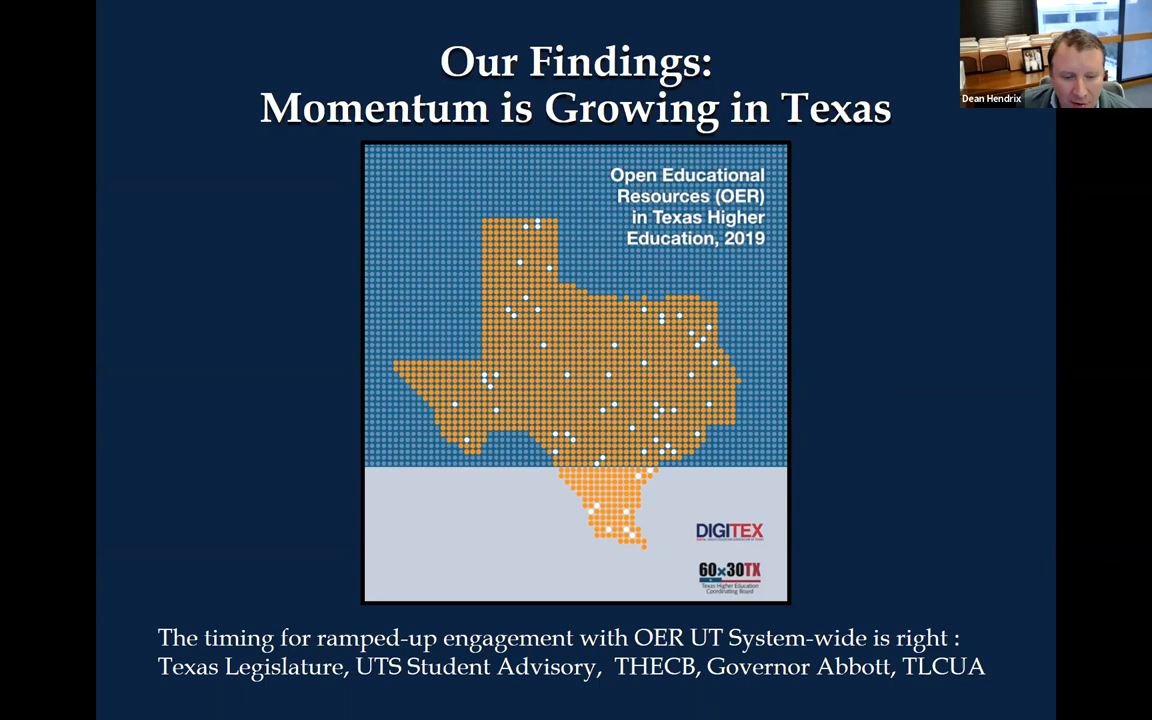 Our Findings:
Momentum is Growing in Texas
Dean Hendrix
Open Educational
Resources (OER)
in Texas Higher
Education, 2019
DIGITEX
60x30TX
Texas Higher Education
Coordinating Board
The timing for ramped-up engagement with OER UT System-wide is right :
Texas Legislature, UTS Student Advisory, THECB, Governor Abbott, TLCUA